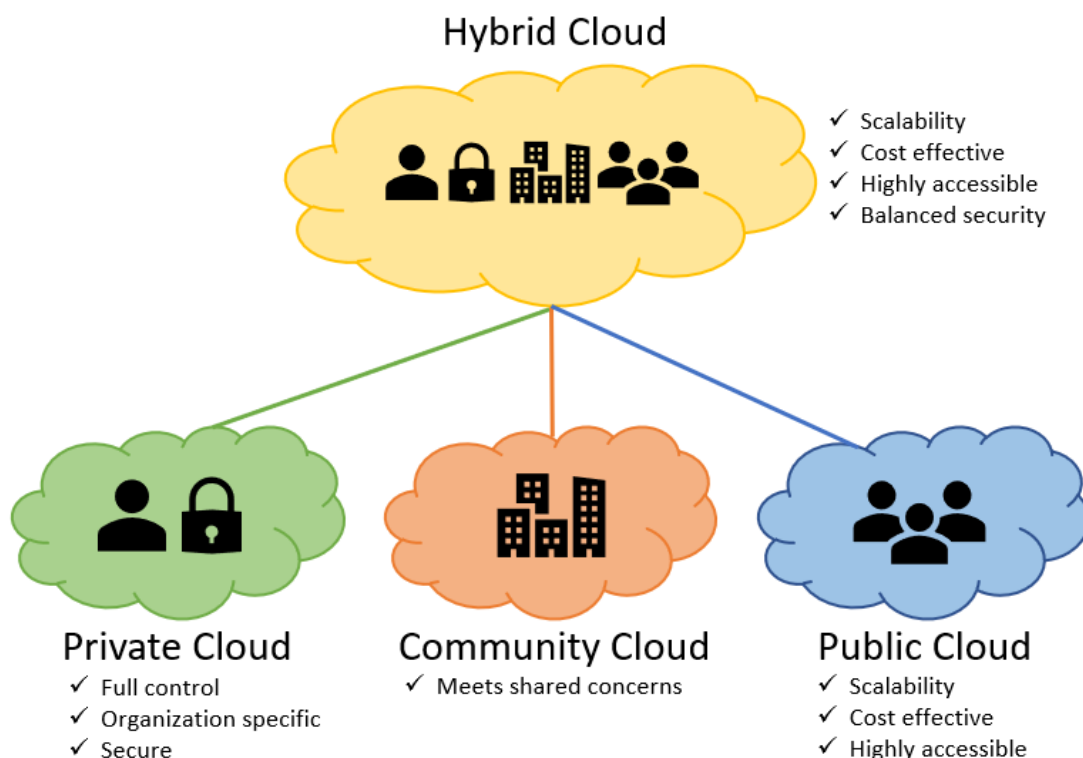 Hybrid Cloud
✓ Scalability
✓ Cost effective
✓ Highly accessible
✓ Balanced security
Private Cloud
✓ Full control
✓ Organization specific
✓ Secure
Community Cloud
✓ Meets shared concerns
Public Cloud
✓ Scalability
✓ Cost effective
✓ Highly accessible